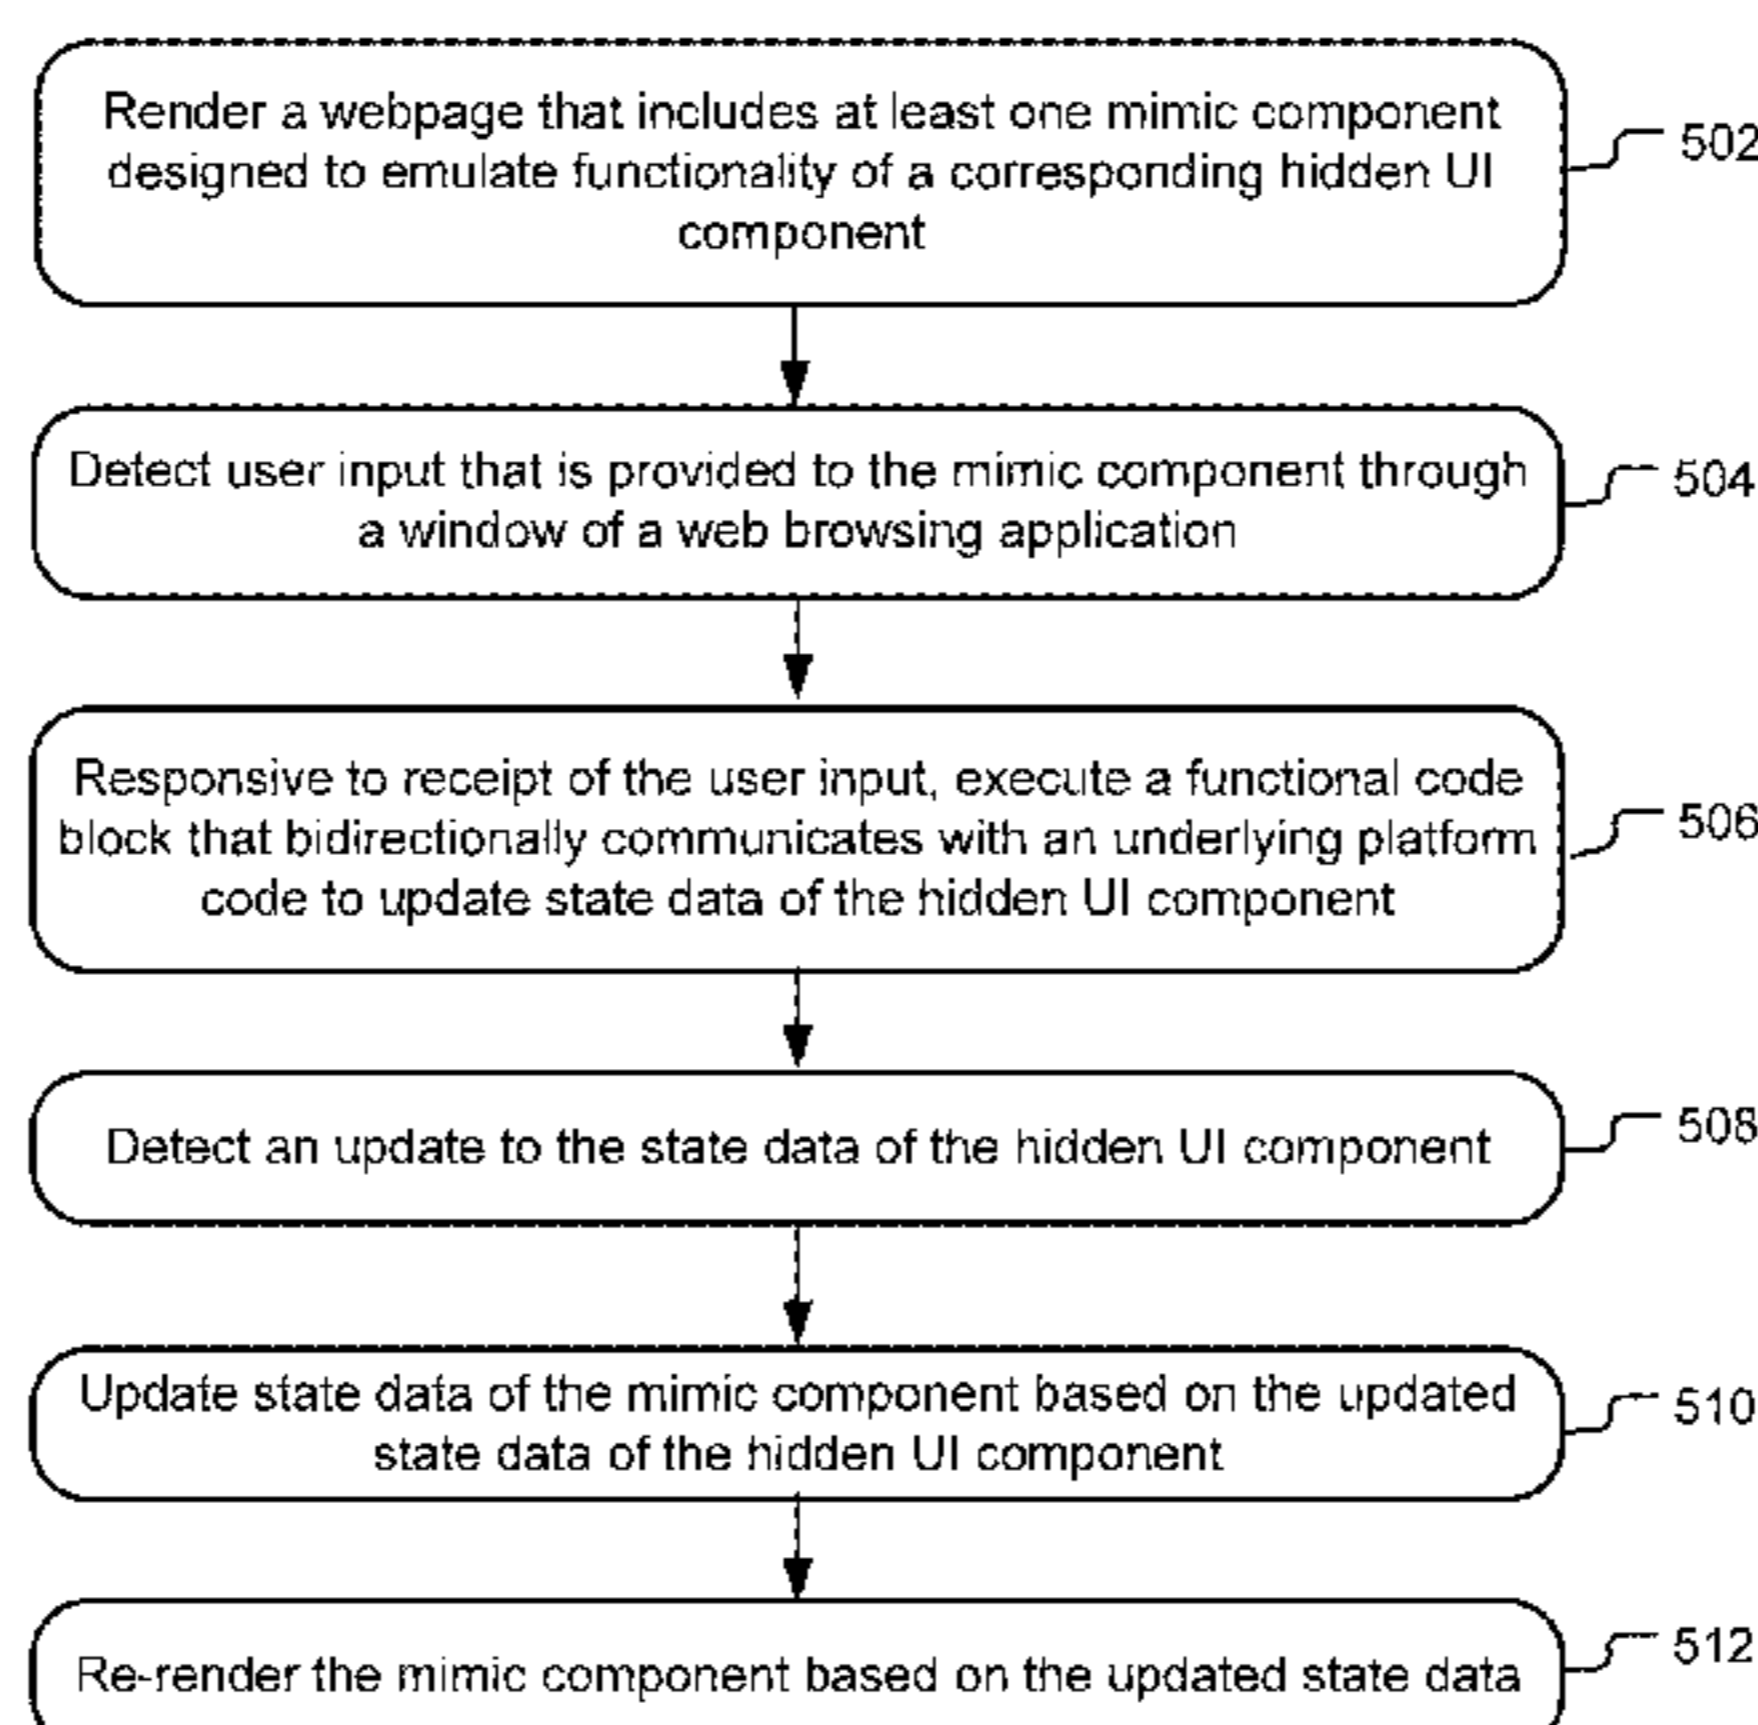 Render a webpage that includes at least one mimic component
designed to emulate functionality of a corresponding hidden UI
component
502
Detect user input that is provided to the mimic component through
a window of a web browsing application
504
Responsive to receipt of the user input, execute a functional code
block that bidirectionally communicates with an underlying platform
code to update state data of the hidden UI component
506
Detect an update to the state data of the hidden UI component
508
Update state data of the mimic component based on the updated
state data of the hidden UI component
510
Re-render the mimic component based on the updated state data
512